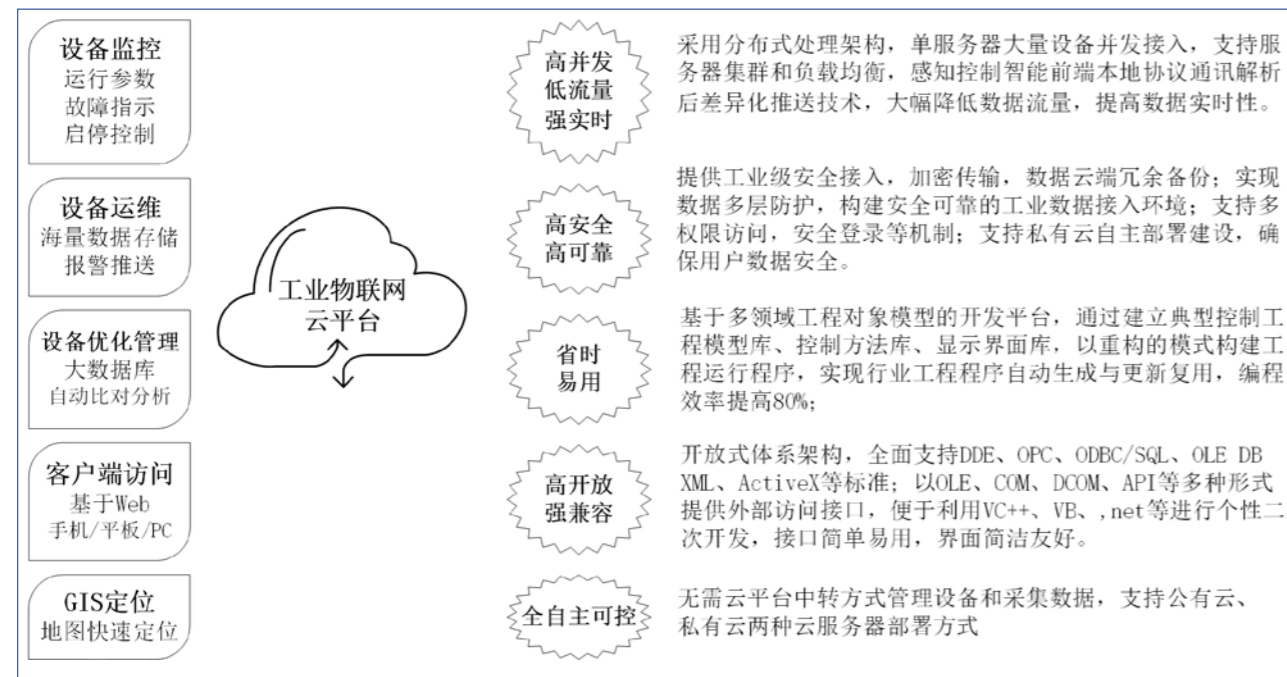 设备监控
运行参数
故障指示
启停控制
设备运维
海量数据存储
报警推送
设备优化管理
大数据库
自动比对分析
客户端访问
基于Web
手机/平板/PC
GIS定位
地图快速定位
工业物联网
云平台
高并发
低流量
强实时
采用分布式处理架构，单服务器大量设备并发接入，支持服
务器集群和负载均衡，感知控制智能前端本地协议通讯解析
后差异化推送技术，大幅降低数据流量，提高数据实时性。
高安全
高可靠
提供工业级安全接入，加密传输，数据云端冗余备份；实现
数据多层防护，构建安全可靠的工业数据接入环境；支持多
权限访问，安全登录等机制；支持私有云自主部署建设，确
保用户数据安全。
省时
易用
基于多领域工程对象模型的开发平台，通过建立典型控制工
程模型库、控制方法库、显示界面库，以重构的模式构建工
程运行程序，实现行业工程程序自动生成与更新复用，编程
效率提高80%；
高开放
强兼容
开放式体系架构，全面支持DDE、OPC、ODBC/SQL、OLE DB
XML、ActiveX等标准；以OLE、COM、DCOM、API等多种形式
提供外部访问接口，便于利用VC++、VB、,net等进行个性二
次开发，接口简单易用，界面简洁友好。
全自主可控
无需云平台中转方式管理设备和采集数据，支持公有云、
私有云两种云服务器部署方式